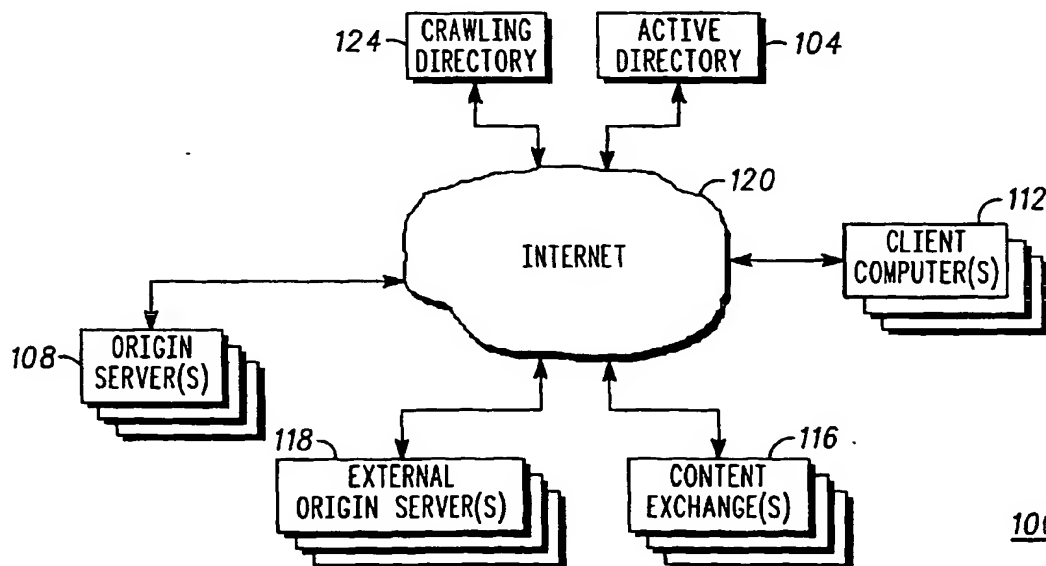 124
CRAWLING
DIRECTORY
ACTIVE
DIRECTORY
104
120
INTERNET
112
CLIENT
COMPUTER(S)
108
ORIGIN
SERVER(S)
118
EXTERNAL
ORIGIN SERVER(S)
116
CONTENT
EXCHANGE(S)